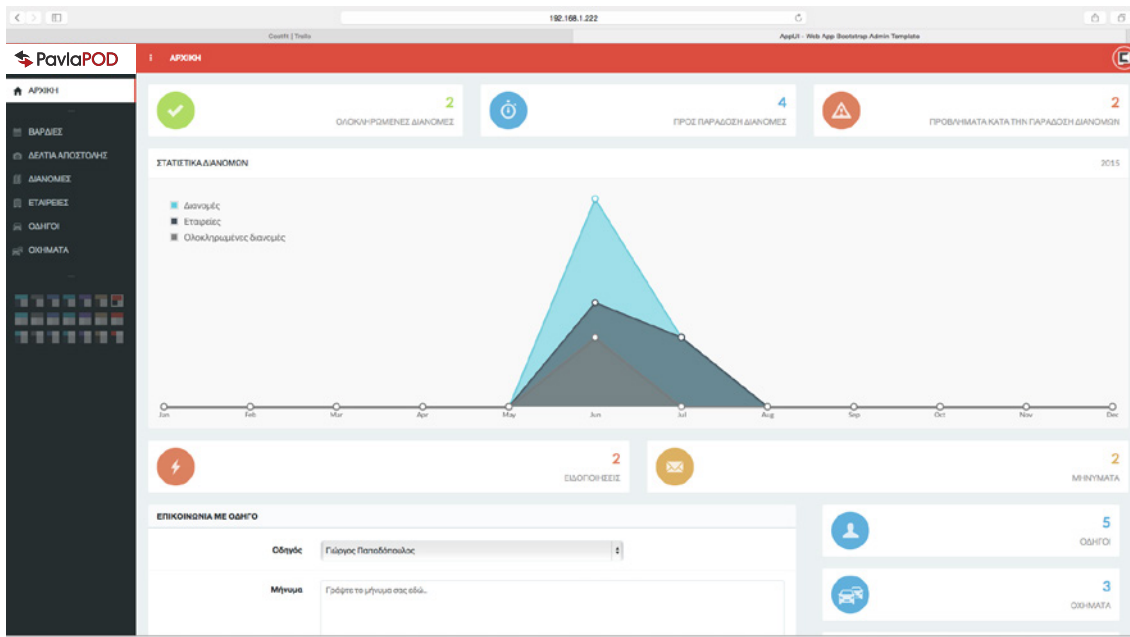 192.168.1.222
CoolN | Trello
AppUI - Web App Bootstrap Admin Template
PavlaPOD
ΑΡΧΙΚΗ
ΑΡΧΙΚΗ
ΒΑΡΔΙΕΣ
ΔΕΛΤΙΑ ΑΠΟΣΤΟΛΗΣ
ΔΙΑΝΟΜΕΣ
ΕΤΑΙΡΕΙΕΣ
ΟΔΗΓΟΙ
ΟΧΗΜΑΤΑ
2
ΟΛΟΚΛΗΡΩΜΕΝΕΣ ΔΙΑΝΟΜΕΣ
4
ΠΡΟΣ ΠΑΡΑΔΟΣΗ ΔΙΑΝΟΜΕΣ
2
ΠΡΟΒΛΗΜΑΤΑ ΚΑΤΑ ΤΗΝ ΠΑΡΑΔΟΣΗ ΔΙΑΝΟΜΩΝ
ΣΤΑΤΙΣΤΙΚΑ ΔΙΑΝΟΜΩΝ
2015
Διανομές
Εταιρείες
Ολοκληρωμένες διανομές
Jan Feb Mar Apr May Jun Jul Aug Sep Oct Nov Dec
2
ΕΙΔΟΠΟΙΗΣΕΙΣ
2
ΜΗΝΥΜΑΤΑ
ΕΠΙΚΟΙΝΩΝΙΑ ΜΕ ΟΔΗΓΟ
Οδηγός
Γιώργος Παπαδόπουλος
Μήνυμα
Γράψτε το μήνυμα σας εδώ..
5
ΟΔΗΓΟΙ
3
ΟΧΗΜΑΤΑ